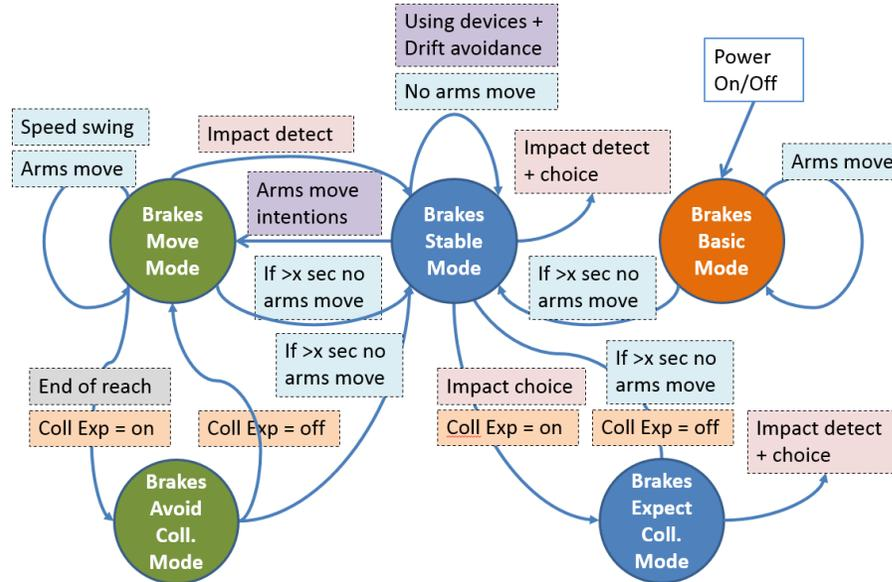 Using devices +
Drift avoidance
Power
On/Off
No arms move
Speed swing
Impact detect
Impact detect
+ choice
Arms move
Arms move
Arms move
intentions
Brakes
Move
Mode
Brakes
Stable
Mode
Brakes
Basic
Mode
If >x sec no
arms move
If >x sec no
arms move
If >x sec no
arms move
If >x sec no
arms move
End of reach
Impact choice
Coll Exp = on
Coll Exp = off
Coll Exp = on
Coll Exp = off
Impact detect
+ choice
Brakes
Avoid
Coll.
Mode
Brakes
Expect
Coll.
Mode